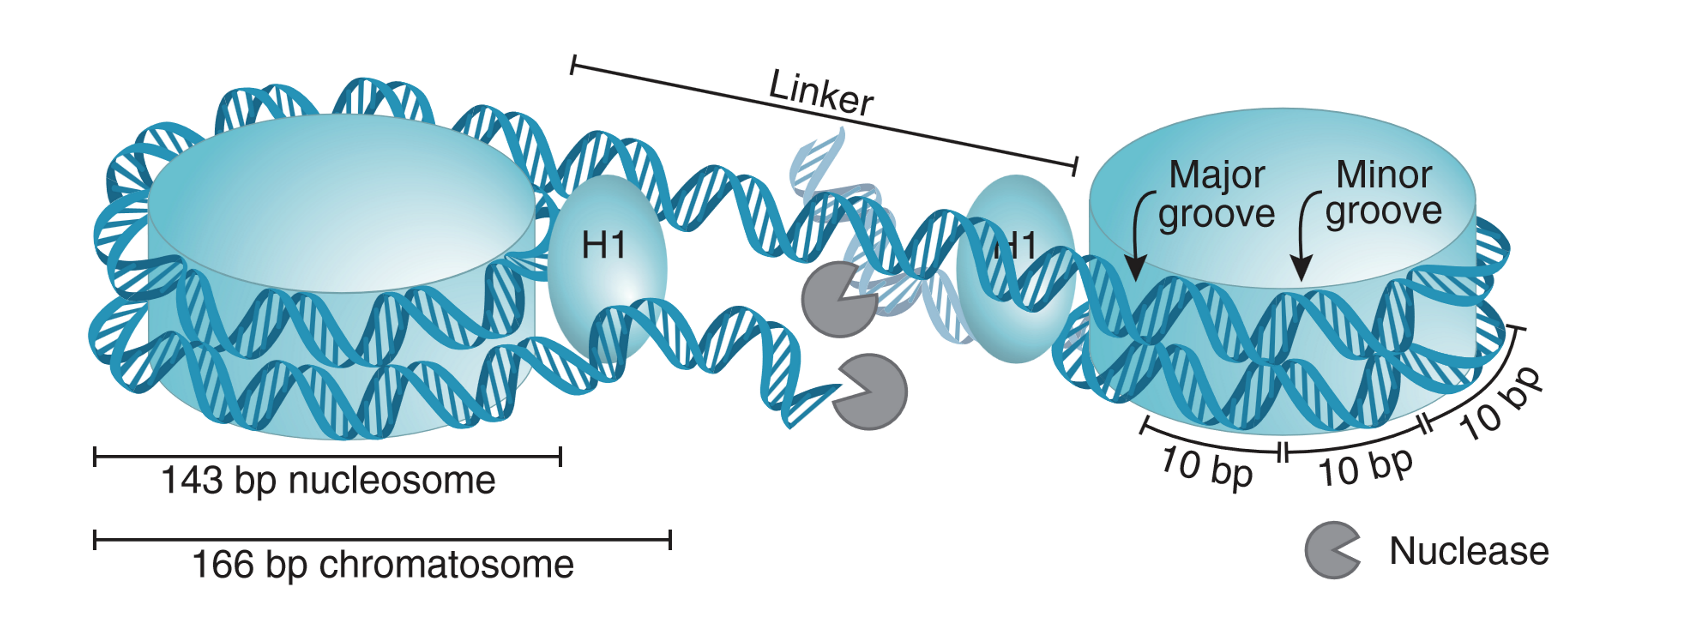 Linker
Major
groove
Minor
groove
H1
H1
10 bp
10 bp
10 bp
143 bp nucleosome
166 bp chromatosome
Nuclease